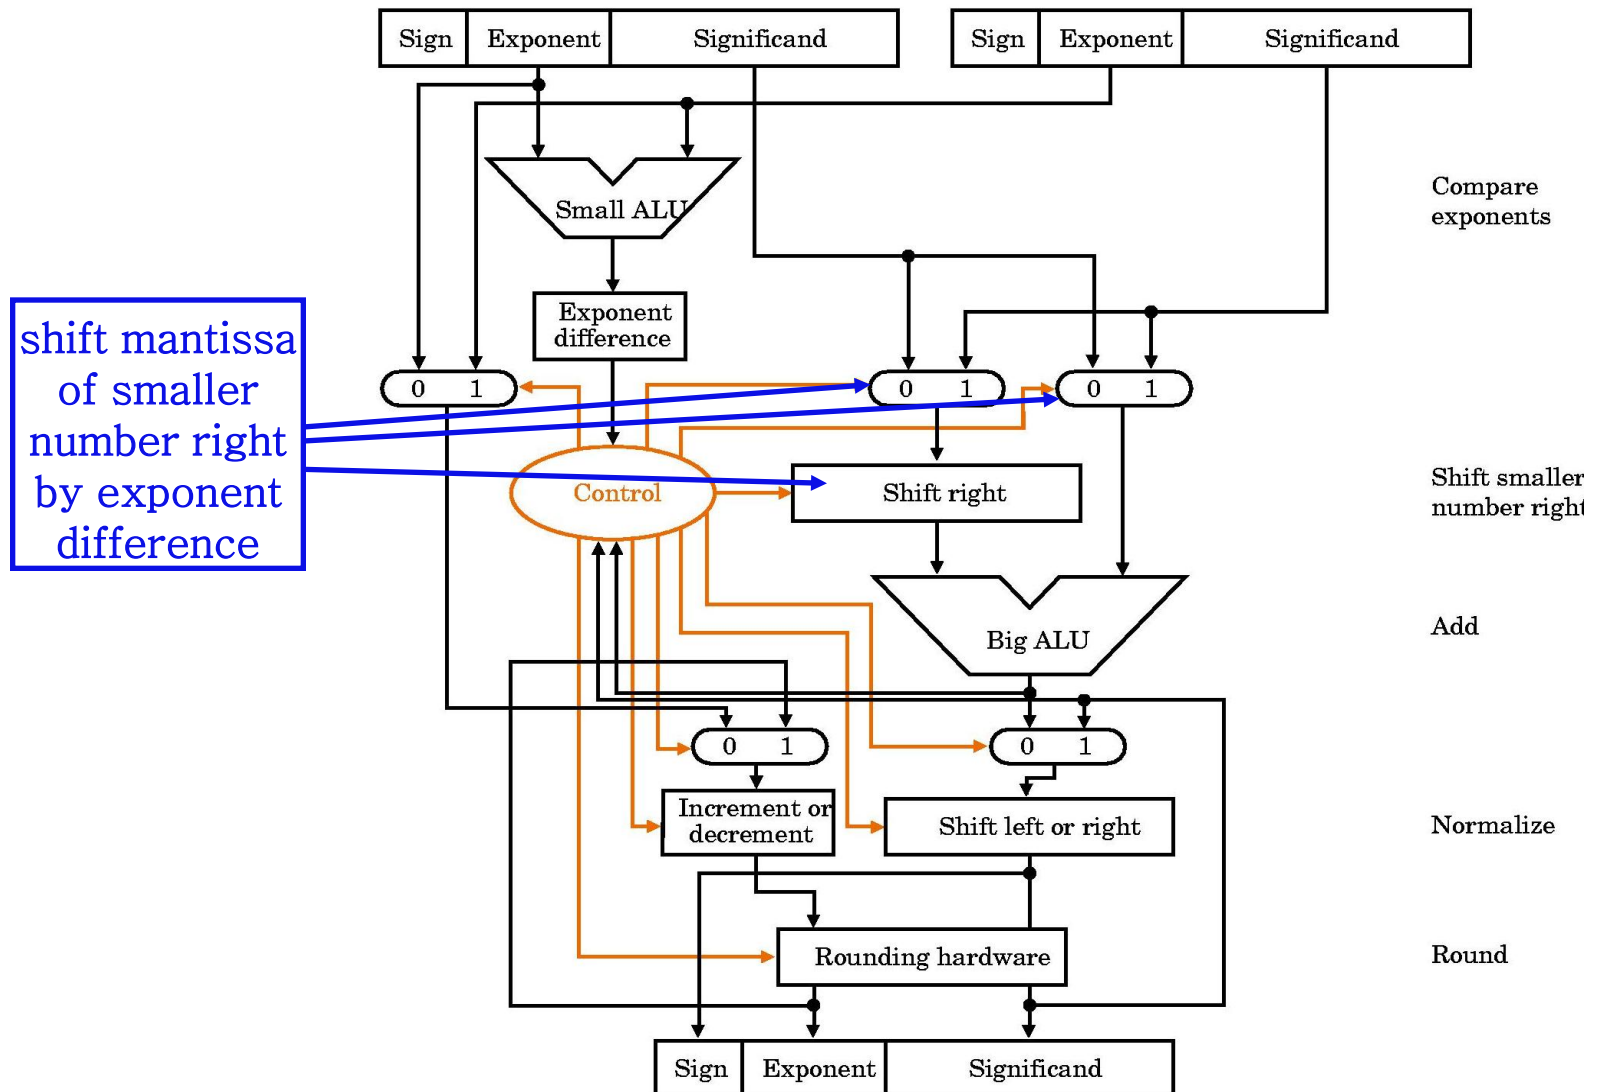 Sign Exponent Significand
Sign Exponent Significand
Compare
exponents
Small ALU
Exponent
difference
shift mantissa
of smaller
number right
by exponent
difference
0 1
0 1
0 1
Control
Shift right
Shift smaller
number right
Big ALU
Add
0 1
0 1
Increment or
decrement
Shift left or right
Normalize
Rounding hardware
Round
Sign Exponent Significand